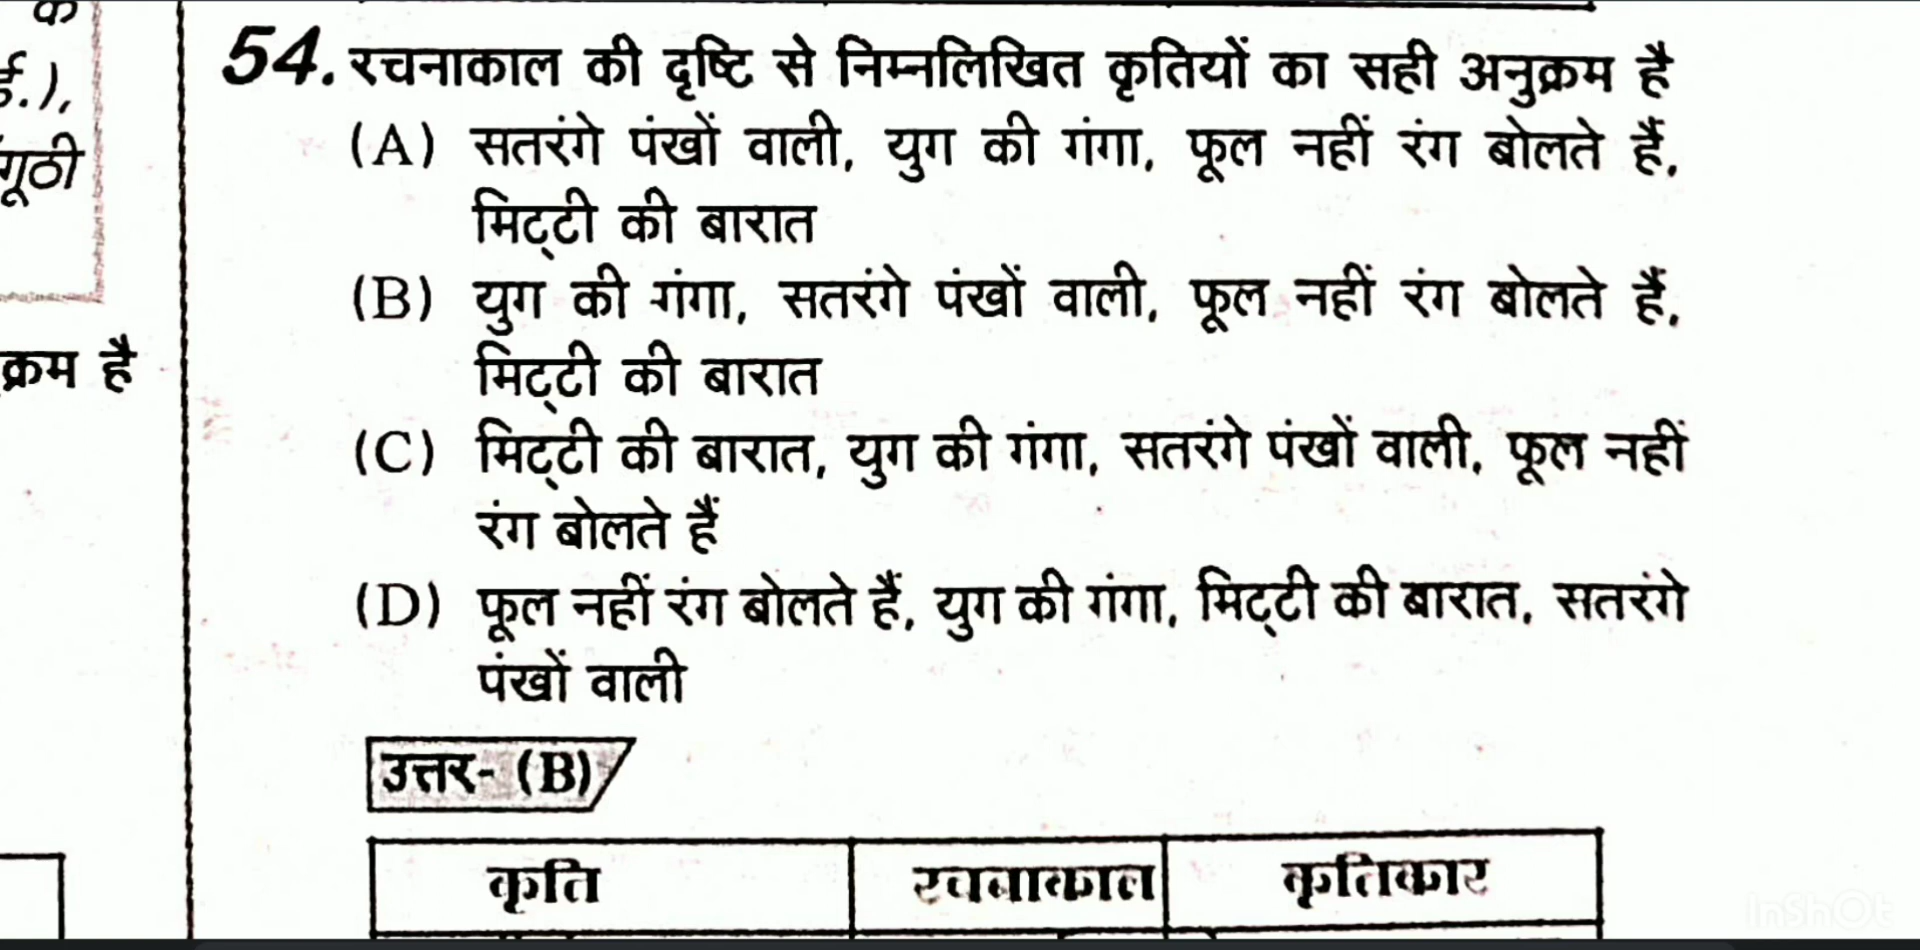 क
ई.),
गूठी
क्रम है
54. रचनाकाल की दृष्टि से निम्नलिखित कृतियों का सही अनुक्रम है
(A) सतरंगे पंखों वाली, युग की गंगा, फूल नहीं रंग बोलते हैं,
मिट्टी की बारात
(B) युग की गंगा, सतरंगे पंखों वाली, फूल नहीं रंग बोलते हैं,
मिट्टी की बारात
(C) मिट्टी की बारात, युग की गंगा, सतरंगे पंखों वाली, फूल नहीं
रंग बोलते हैं
(D) फूल नहीं रंग बोलते हैं, युग की गंगा, मिट्टी की बारात, सतरंगे
पंखों वाली
उत्तर- (B)
कृति रचनाकाल कृतिकार
InShOt